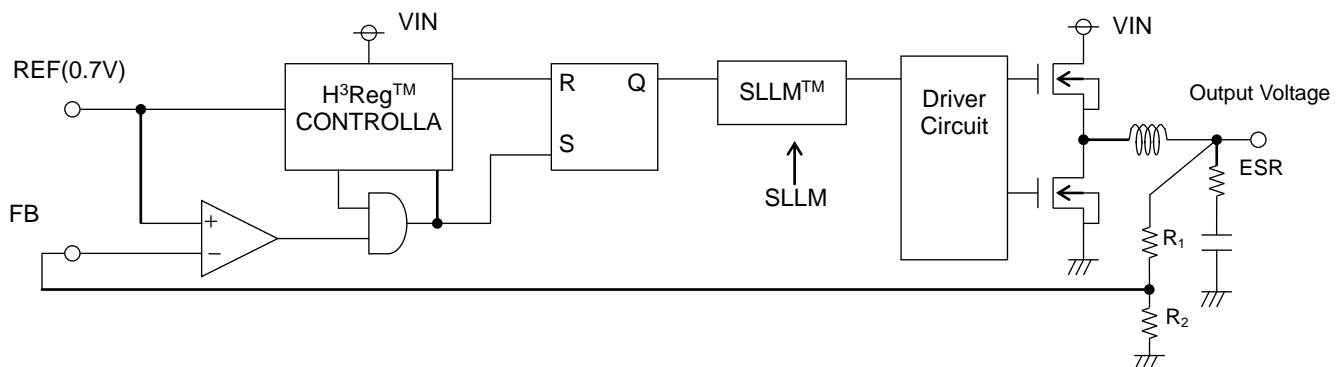 VIN
REF(0.7V)
H³Reg™
CONTROLLA
R
Q
S
SLLM™
SLLM
Driver
Circuit
VIN
Output Voltage
ESR
FB
+
−
R₁
R₂